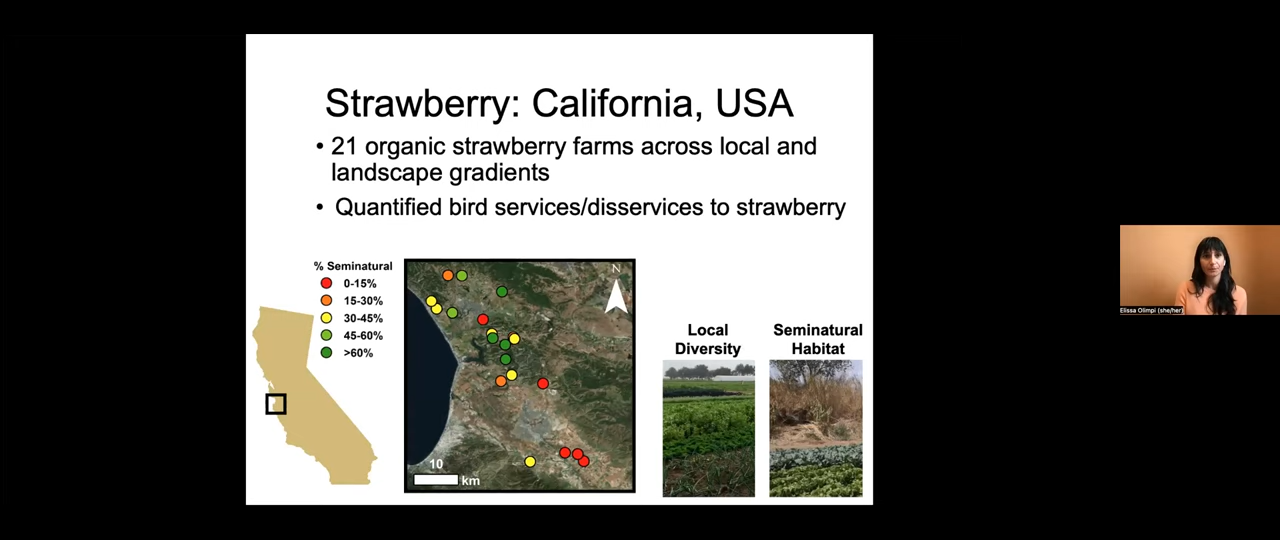 Strawberry: California, USA
• 21 organic strawberry farms across local and
landscape gradients
• Quantified bird services/disservices to strawberry
% Seminatural
0-15%
15-30%
30-45%
45-60%
>60%
N
10
km
Local
Diversity
Seminatural
Habitat
Elissa Olimpi (she/her)